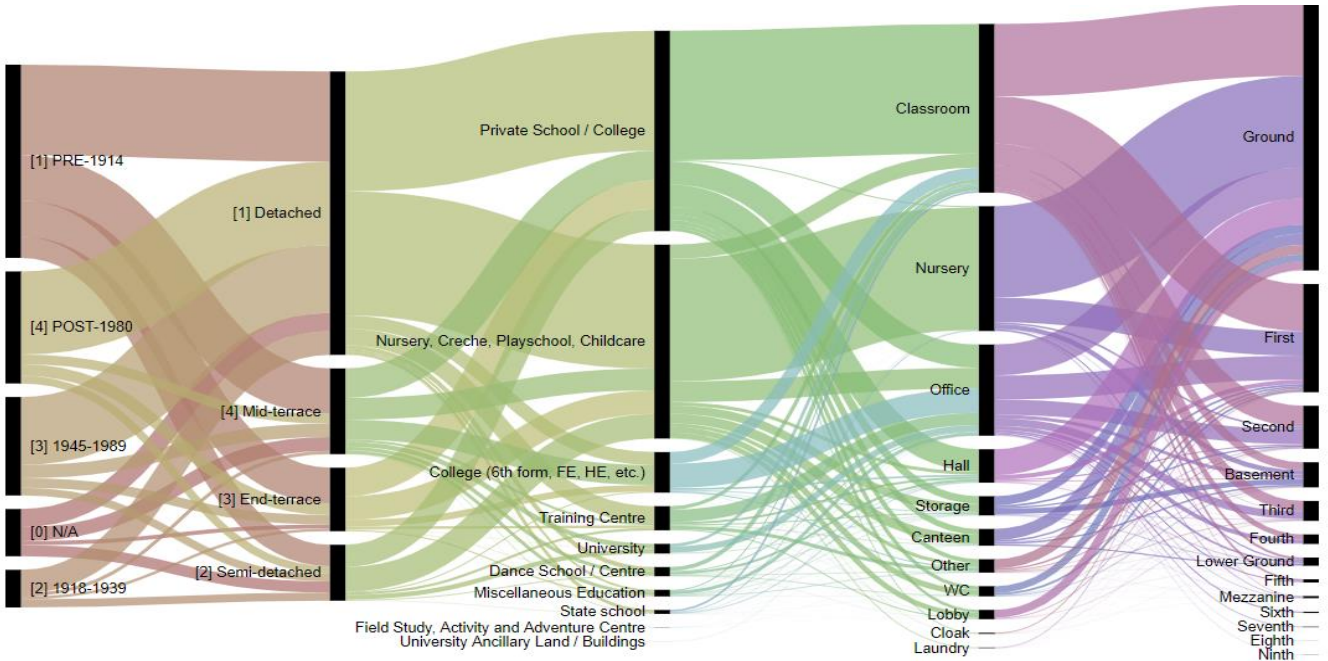 [1] PRE-1914
[4] POST-1980
[3] 1945-1989
[0] N/A
[2] 1918-1939
[1] Detached
[4] Mid-terrace
[3] End-terrace
[2] Semi-detached
Private School / College
Nursery, Creche, Playschool, Childcare
College (6th form, FE, HE, etc.)
Training Centre
University
Dance School / Centre
Miscellaneous Education
State school
Field Study, Activity and Adventure Centre
University Ancillary Land / Buildings
Classroom
Nursery
Office
Hall
Storage
Canteen
Other
WC
Lobby
Cloak
Laundry
Ground
First
Second
Basement
Third
Fourth
Lower Ground
Fifth
Mezzanine
Sixth
Seventh
Eighth
Ninth